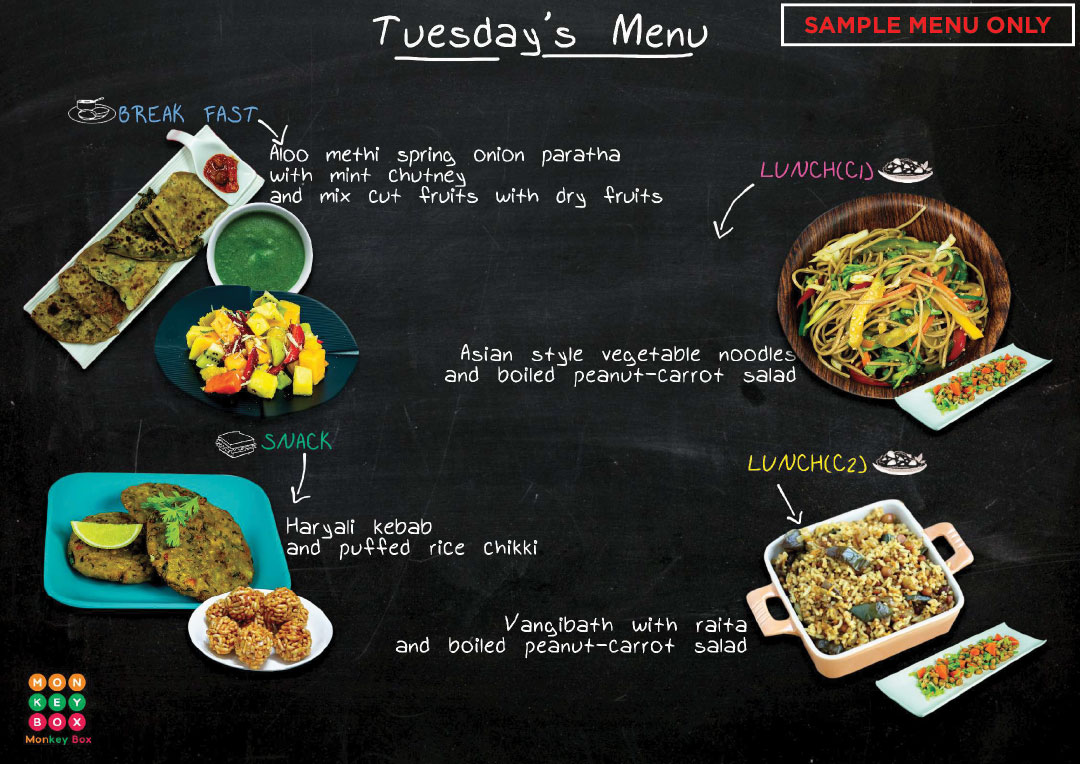 Tuesday's Menu
SAMPLE MENU ONLY
BREAK FAST
Aloo methi spring onion paratha
with mint chutney
and mix cut fruits with dry fruits
LUNCH(C1)
Asian style vegetable noodles
and boiled peanut-carrot salad
SNACK
Haryali kebab
and puffed rice chikki
LUNCH(C2)
Vangibath with raita
and boiled peanut-carrot salad
MON
KEY
BOX
Monkey Box